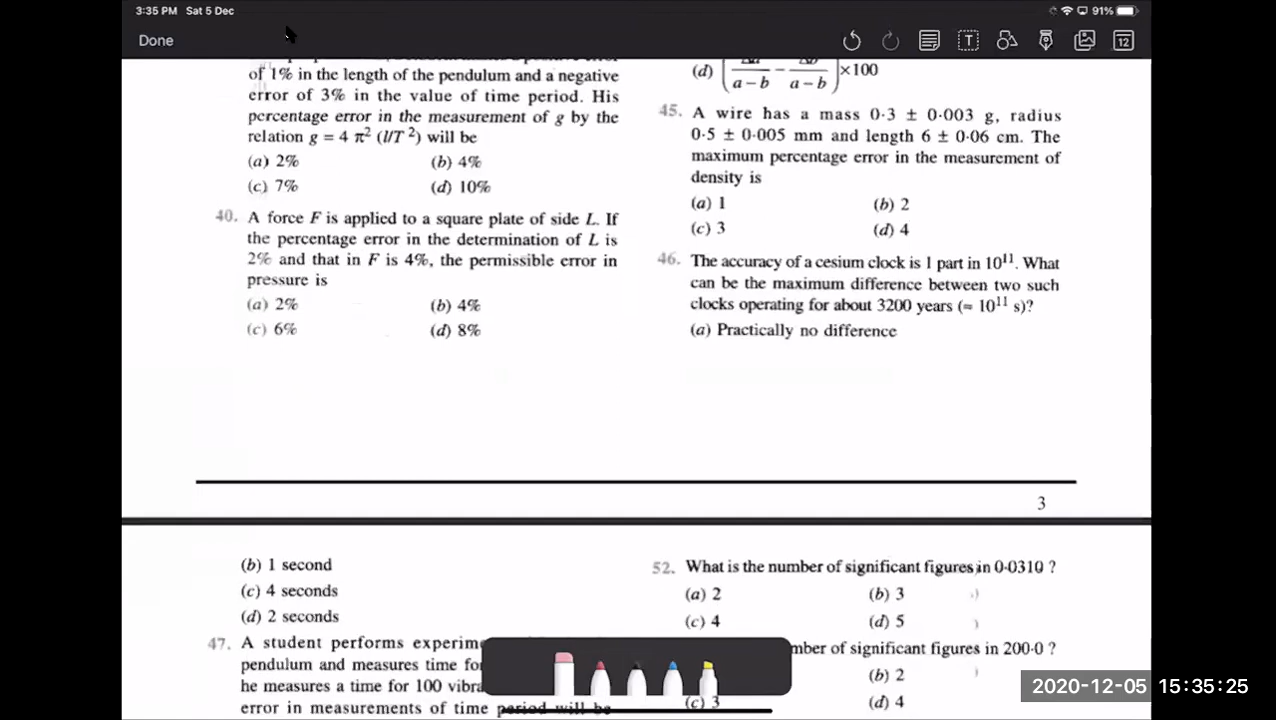 3:35 PM Sat 5 Dec
91%
Done
12
of 1% in the length of the pendulum and a negative
error of 3% in the value of time period. His
percentage error in the measurement of g by the
relation g = 4 π² (l/T ²) will be
(a) 2% (b) 4%
(c) 7% (d) 10%
40. A force F is applied to a square plate of side L. If
the percentage error in the determination of L is
2% and that in F is 4%, the permissible error in
pressure is
(a) 2% (b) 4%
(c) 6% (d) 8%
(d) ( /a – b – /a – b ) ×100
45. A wire has a mass 0·3 ± 0·003 g, radius
0·5 ± 0·005 mm and length 6 ± 0·06 cm. The
maximum percentage error in the measurement of
density is
(a) 1 (b) 2
(c) 3 (d) 4
46. The accuracy of a cesium clock is 1 part in 10¹¹. What
can be the maximum difference between two such
clocks operating for about 3200 years (≈ 10¹¹ s)?
(a) Practically no difference
3
(b) 1 second
(c) 4 seconds
(d) 2 seconds
47. A student performs experime
pendulum and measures time fo
he measures a time for 100 vibra
error in measurements of time period will be
52. What is the number of significant figures in 0·0310 ?
(a) 2 (b) 3
(c) 4 (d) 5
mber of significant figures in 200·0 ?
(b) 2
(c) 3 (d) 4
2020-12-05 15:35:25